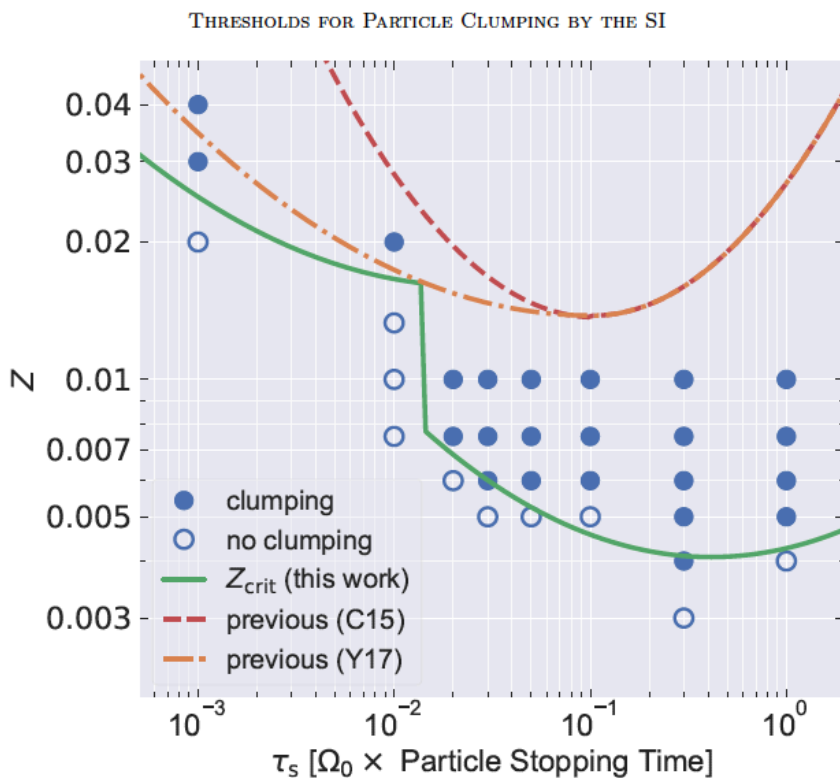 THRESHOLDS FOR PARTICLE CLUMPING BY THE SI
0.04
0.03
0.02
0.01
0.007
0.005
0.003
Z
clumping
no clumping
Z_crit (this work)
previous (C15)
previous (Y17)
10⁻³ 10⁻² 10⁻¹ 10⁰
τₛ [Ω₀ × Particle Stopping Time]